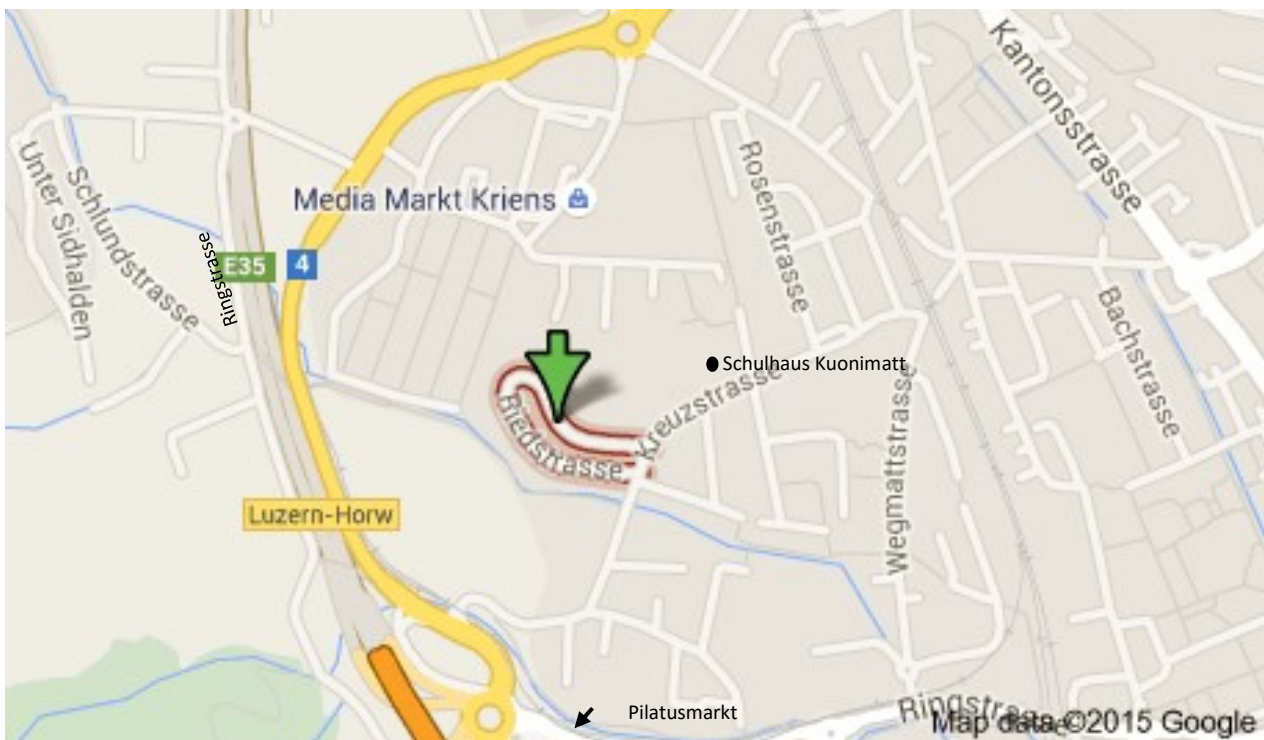 Kantonsstrasse
Unter Sidhalden
Schlundstrasse
Rosenstrasse
Media Markt Kriens
Ringstrasse
E35
4
Bachstrasse
Schulhaus Kuonimatt
Kreuzstrasse
Wegmattstrasse
Riedstrasse
Luzern-Horw
Pilatusmarkt
Ringstrasse
Map data ©2015 Google